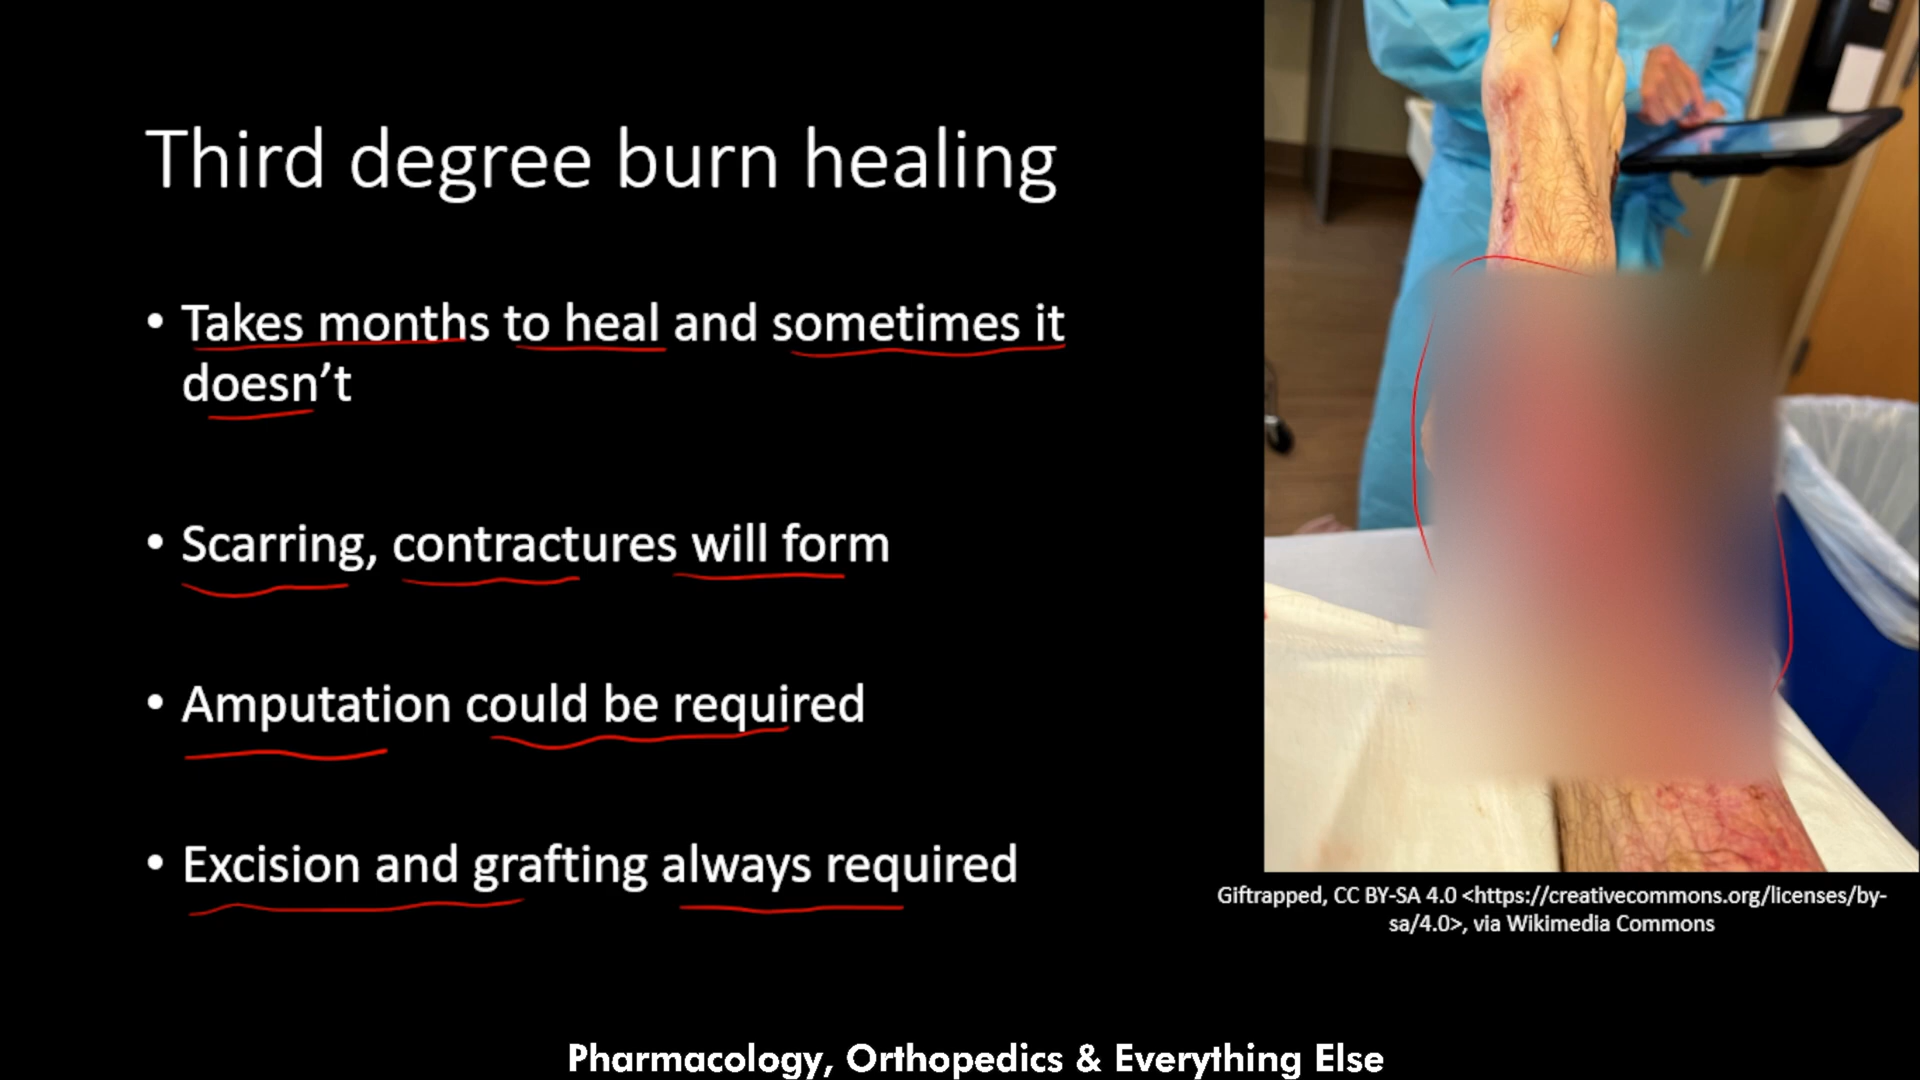 Third degree burn healing
• Takes months to heal and sometimes it
doesn’t
• Scarring, contractures will form
• Amputation could be required
• Excision and grafting always required
Giftrapped, CC BY-SA 4.0 <https://creativecommons.org/licenses/by-
sa/4.0>, via Wikimedia Commons
Pharmacology, Orthopedics & Everything Else